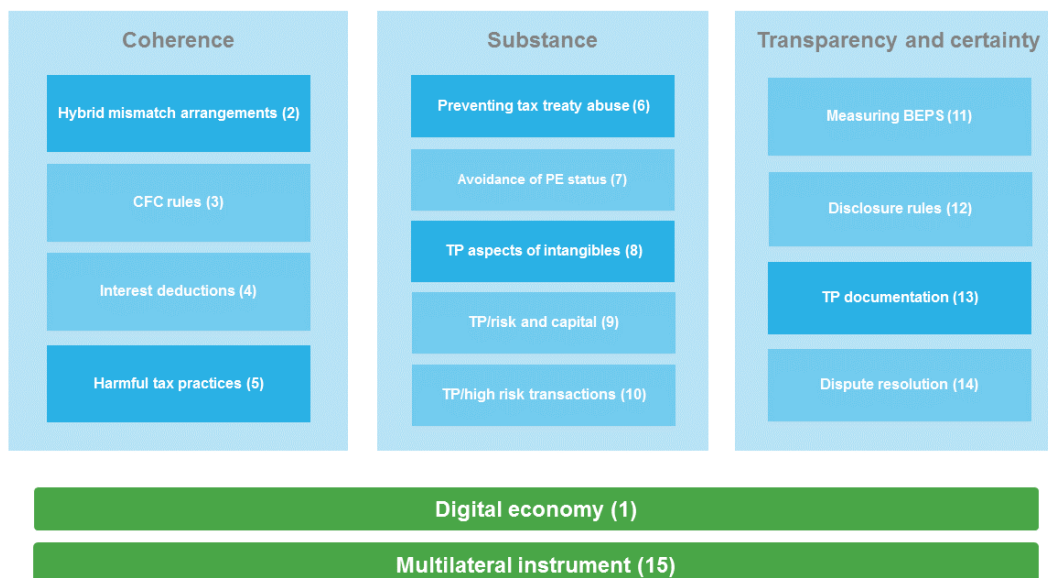 Coherence
Hybrid mismatch arrangements (2)
CFC rules (3)
Interest deductions (4)
Harmful tax practices (5)
Substance
Preventing tax treaty abuse (6)
Avoidance of PE status (7)
TP aspects of intangibles (8)
TP/risk and capital (9)
TP/high risk transactions (10)
Transparency and certainty
Measuring BEPS (11)
Disclosure rules (12)
TP documentation (13)
Dispute resolution (14)
Digital economy (1)
Multilateral instrument (15)